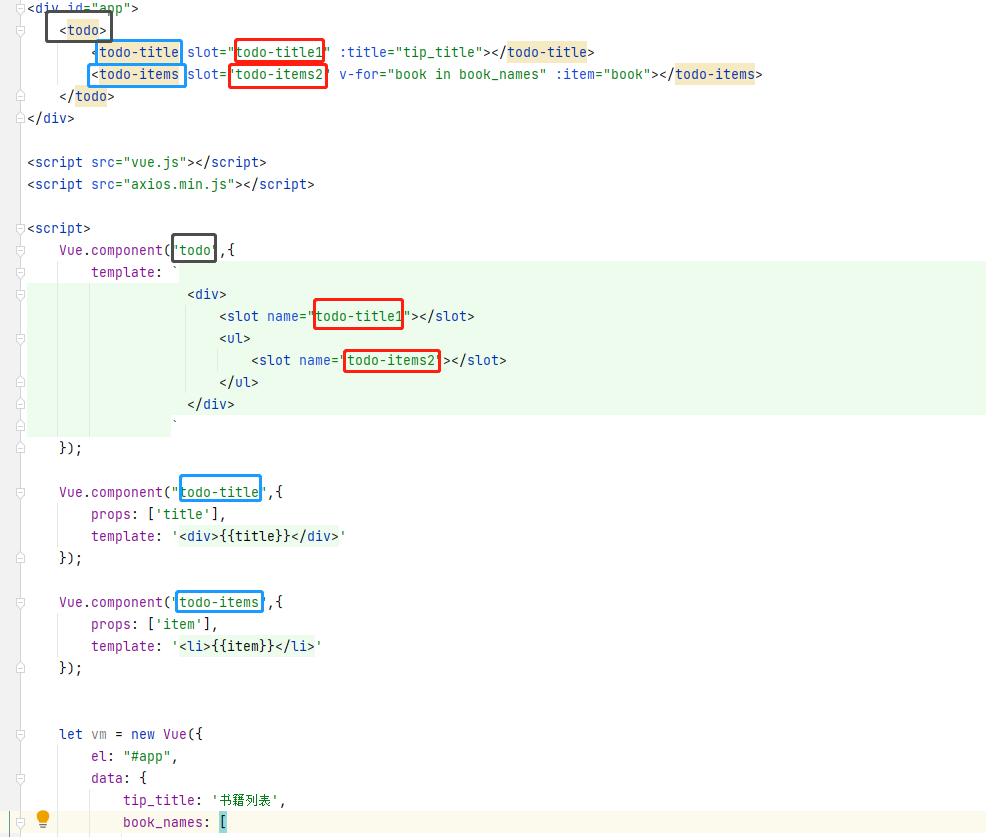 <div id="app">
<todo>
<todo-title slot="todo-title1" :title="tip_title"></todo-title>
<todo-items slot="todo-items2" v-for="book in book_names" :item="book"></todo-items>
</todo>
</div>
<script src="vue.js"></script>
<script src="axios.min.js"></script>
<script>
Vue.component("todo",{
template: `
<div>
<slot name="todo-title1"></slot>
<ul>
<slot name="todo-items2"></slot>
</ul>
</div>
`
});
Vue.component("todo-title",{
props: ['title'],
template: '<div>{{title}}</div>'
});
Vue.component("todo-items",{
props: ['item'],
template: '<li>{{item}}</li>'
});
let vm = new Vue({
el: "#app",
data: {
tip_title: '书籍列表',
book_names: [